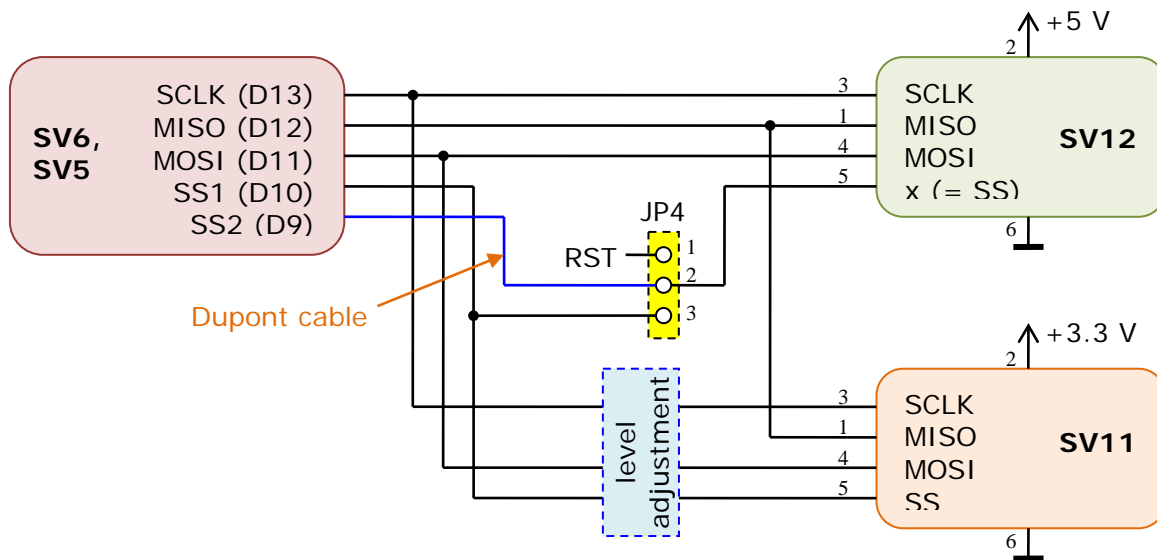 SV6,
SV5
SCLK (D13)
MISO (D12)
MOSI (D11)
SS1 (D10)
SS2 (D9)
Dupont cable
JP4
RST
1
2
3
level
adjustment
+5 V
2
3
1
4
5
SCLK
MISO
MOSI
x (= SS)
SV12
6
+3.3 V
2
3
1
4
5
SCLK
MISO
MOSI
SS
SV11
6